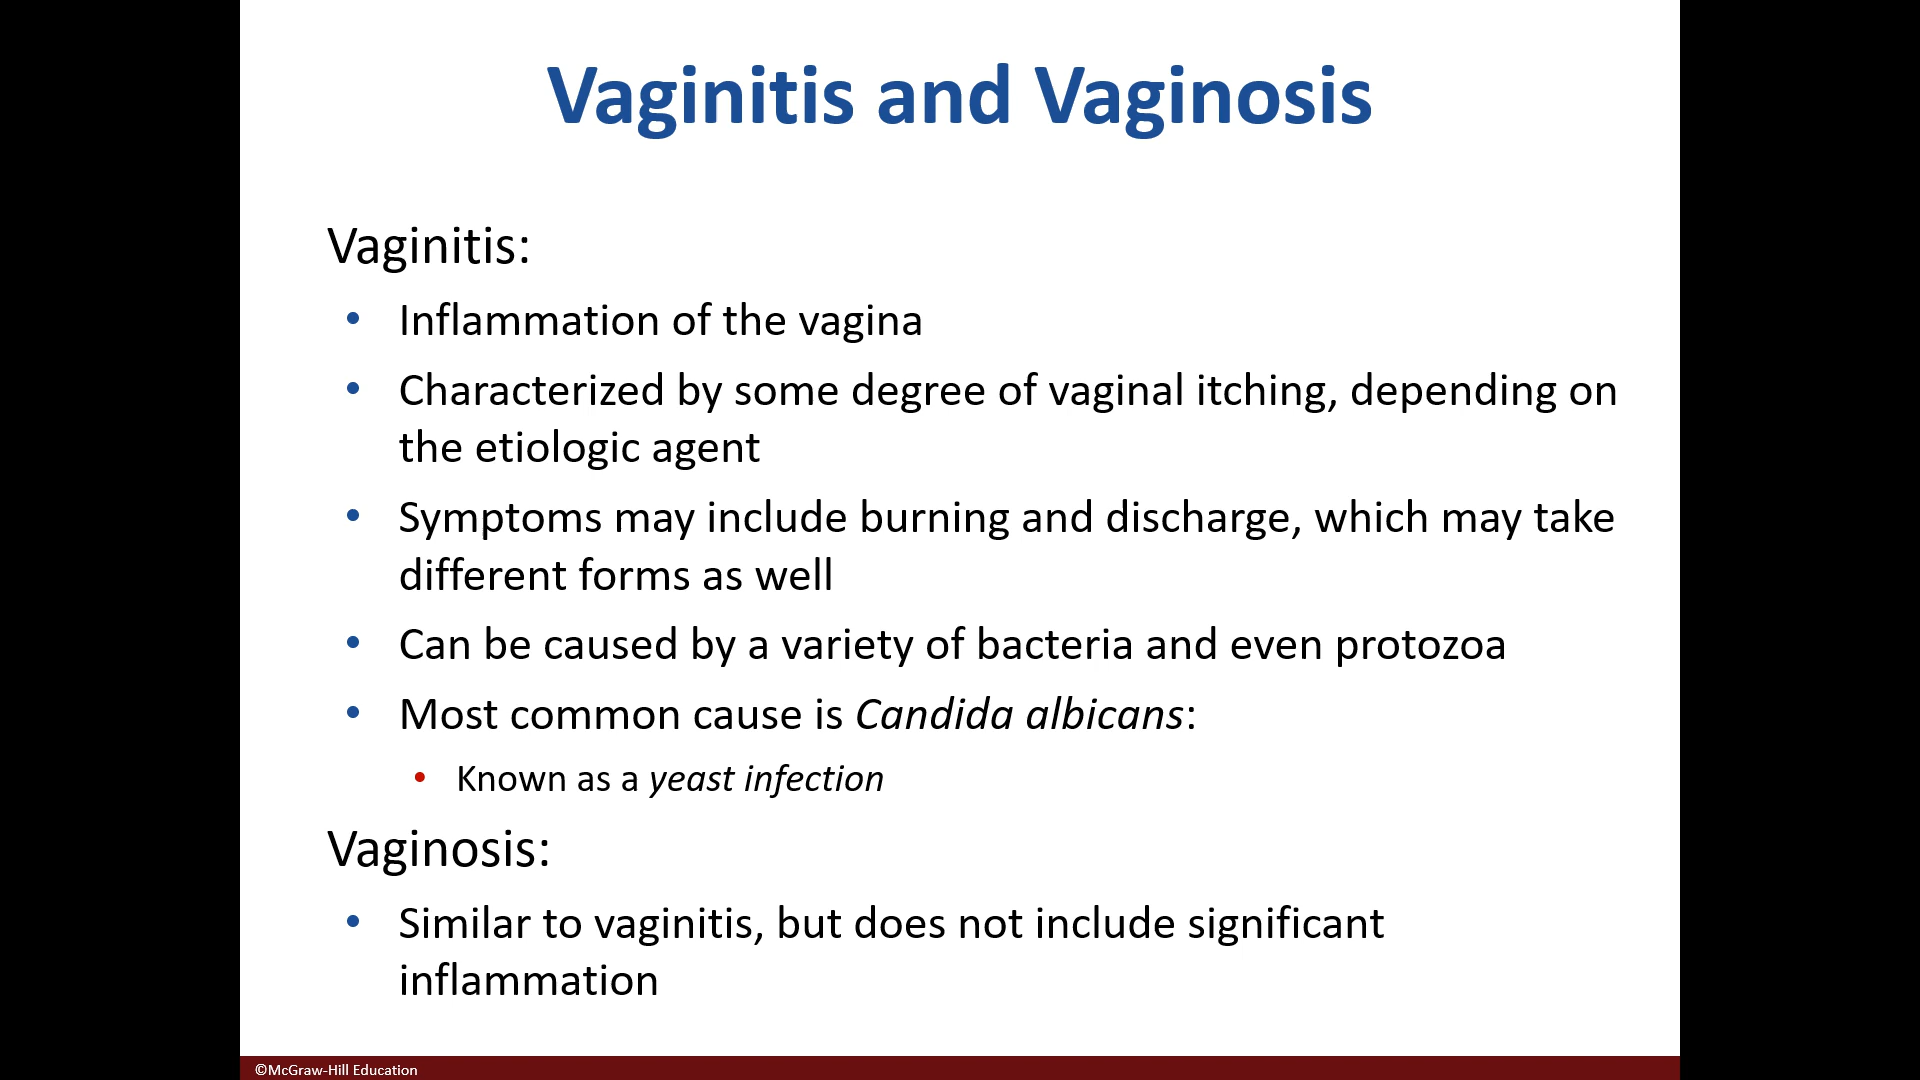 Vaginitis and Vaginosis
Vaginitis:
• Inflammation of the vagina
• Characterized by some degree of vaginal itching, depending on
the etiologic agent
• Symptoms may include burning and discharge, which may take
different forms as well
• Can be caused by a variety of bacteria and even protozoa
• Most common cause is Candida albicans:
• Known as a yeast infection
Vaginosis:
• Similar to vaginitis, but does not include significant
inflammation
©McGraw-Hill Education